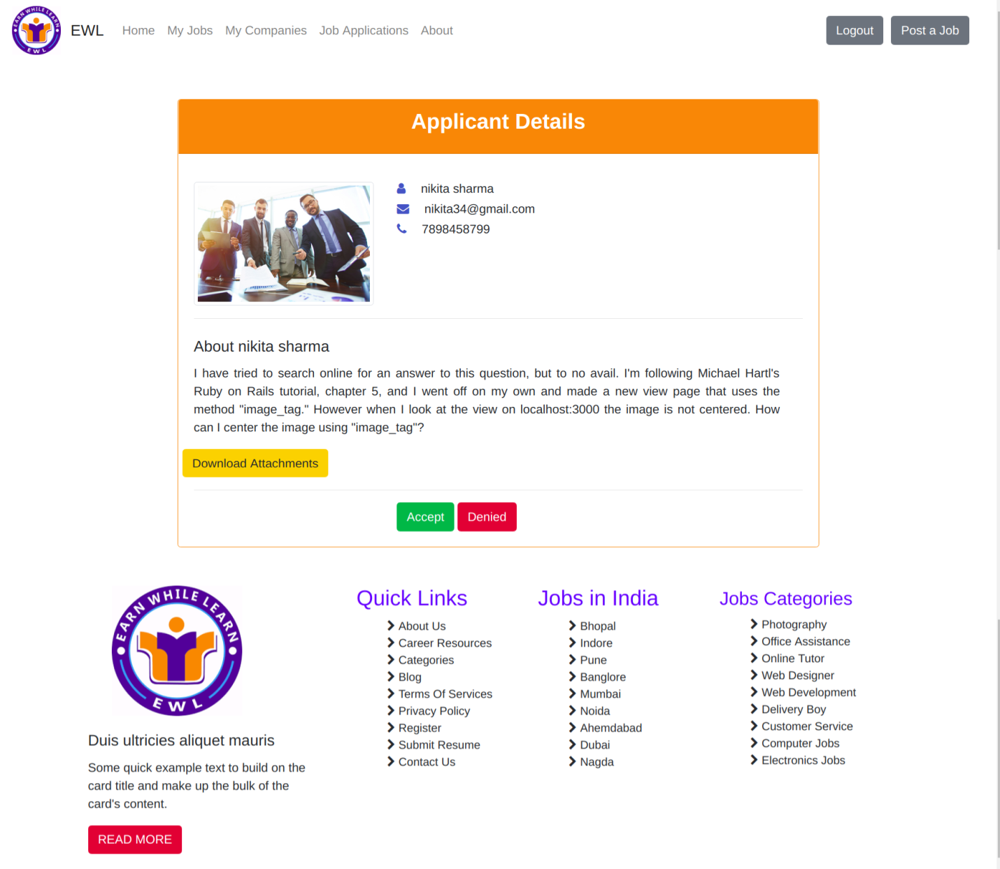 EARN WHILE LEARN
EWL
EWL
Home
My Jobs
My Companies
Job Applications
About
Logout
Post a Job
Applicant Details
nikita sharma
nikita34@gmail.com
7898458799
About nikita sharma
I have tried to search online for an answer to this question, but to no avail. I'm following Michael Hartl's
Ruby on Rails tutorial, chapter 5, and I went off on my own and made a new view page that uses the
method "image_tag." However when I look at the view on localhost:3000 the image is not centered. How
can I center the image using "image_tag"?
Download Attachments
Accept
Denied
EARN WHILE LEARN
EWL
Duis ultricies aliquet mauris
Some quick example text to build on the
card title and make up the bulk of the
card's content.
READ MORE
Quick Links
About Us
Career Resources
Categories
Blog
Terms Of Services
Privacy Policy
Register
Submit Resume
Contact Us
Jobs in India
Bhopal
Indore
Pune
Banglore
Mumbai
Noida
Ahemdabad
Dubai
Nagda
Jobs Categories
Photography
Office Assistance
Online Tutor
Web Designer
Web Development
Delivery Boy
Customer Service
Computer Jobs
Electronics Jobs